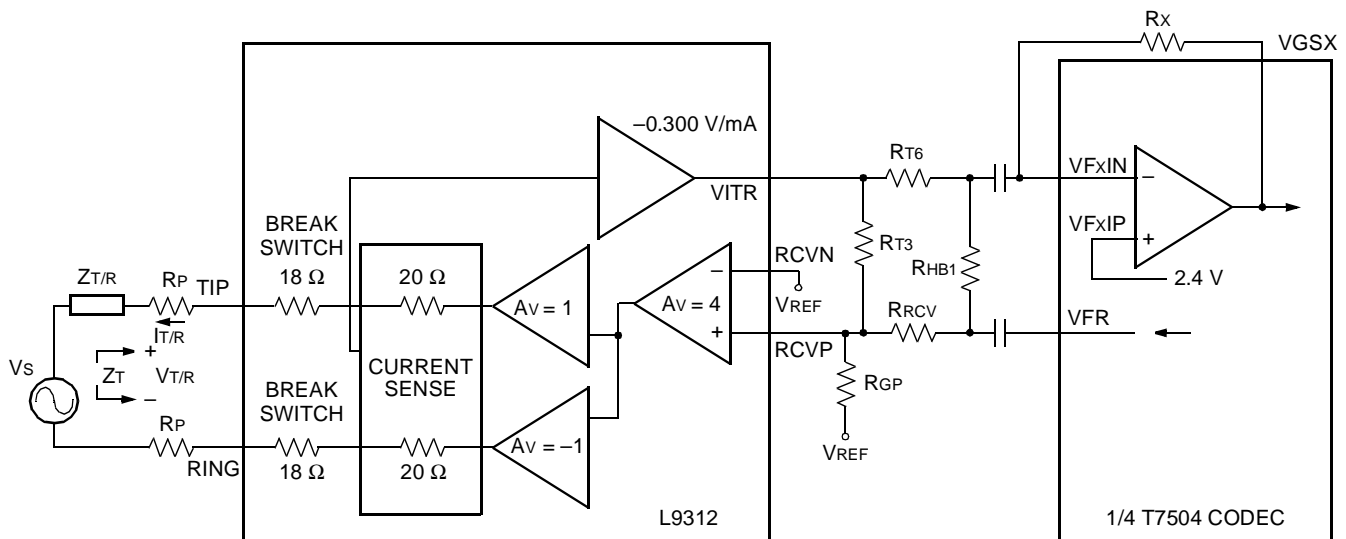 RX
VGSX
–0.300 V/mA
VITR
RT6
VFXIN
–
VFXIP
+
2.4 V
BREAK
SWITCH
18 Ω
20 Ω
AV = 1
AV = 4
–
+
RCVN
VREF
RCVP
RT3
RHB1
RRCV
VFR
RGP
VREF
ZT/R
RP
TIP
IT/R
VS
ZT
+
VT/R
–
CURRENT
SENSE
BREAK
SWITCH
RP
RING
18 Ω
20 Ω
AV = –1
L9312
1/4 T7504 CODEC